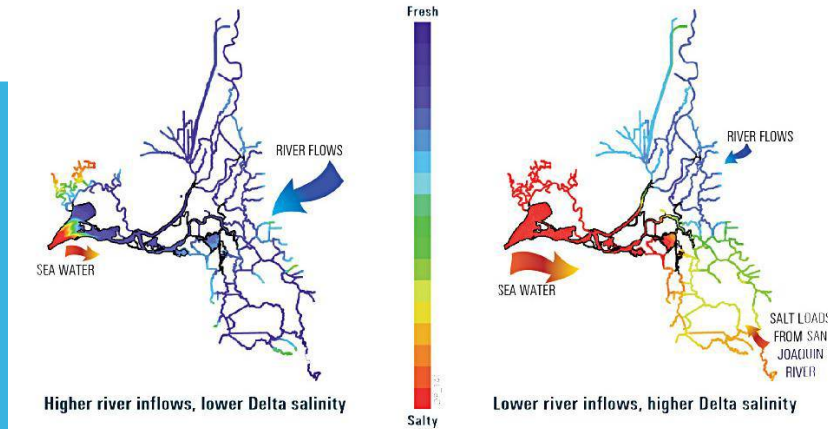 Fresh
RIVER FLOWS
SEA WATER
Higher river inflows, lower Delta salinity
Salty
RIVER FLOWS
SEA WATER
SALT LOADS
FROM SAN
JOAQUIN
RIVER
Lower river inflows, higher Delta salinity